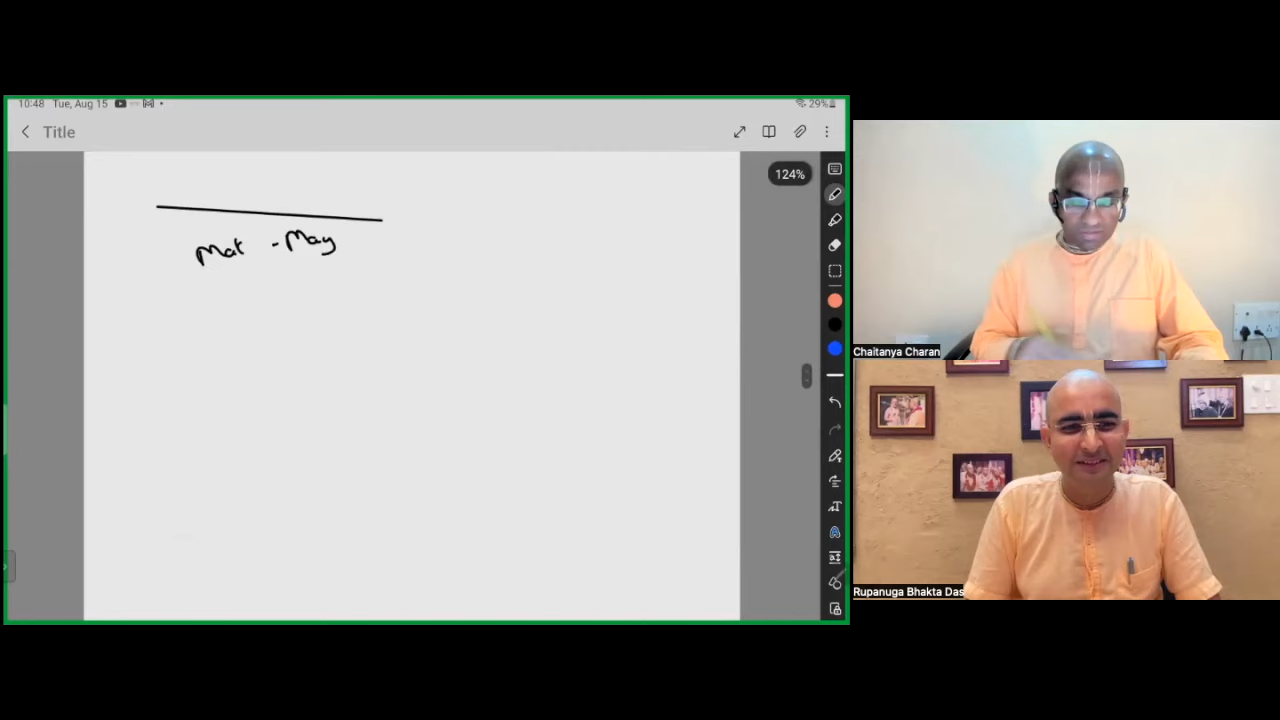 10:48 Tue, Aug 15
29%
Title
124%
Mat - May
Chaitanya Charan
Rupanuga Bhakta Das